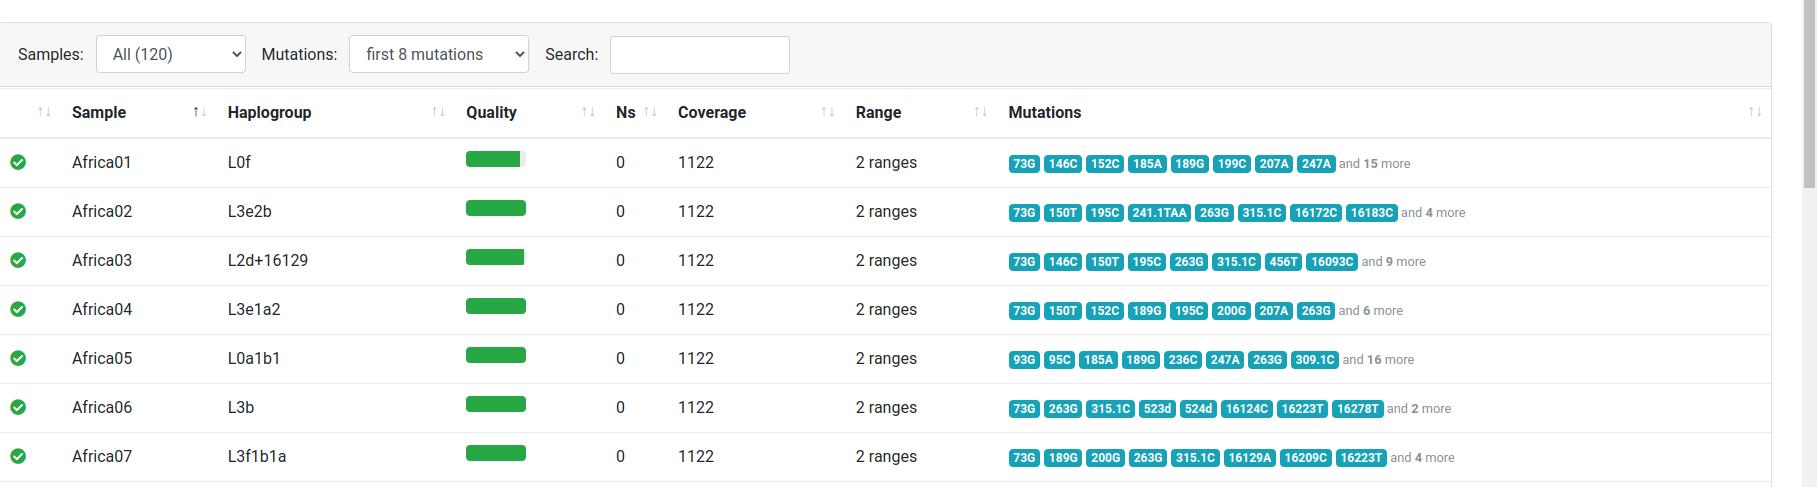 Samples: All (120) Mutations: first 8 mutations Search:
Sample Haplogroup Quality Ns Coverage Range Mutations
Africa01 L0f 0 1122 2 ranges 73G 146C 152C 185A 189G 199C 207A 247A and 15 more
Africa02 L3e2b 0 1122 2 ranges 73G 150T 195C 241.1TAA 263G 315.1C 16172C 16183C and 4 more
Africa03 L2d+16129 0 1122 2 ranges 73G 146C 150T 195C 263G 315.1C 456T 16093C and 9 more
Africa04 L3e1a2 0 1122 2 ranges 73G 150T 152C 189G 195C 200G 207A 263G and 6 more
Africa05 L0a1b1 0 1122 2 ranges 93G 95C 185A 189G 236C 247A 263G 309.1C and 16 more
Africa06 L3b 0 1122 2 ranges 73G 263G 315.1C 523d 524d 16124C 16223T 16278T and 2 more
Africa07 L3f1b1a 0 1122 2 ranges 73G 189G 200G 263G 315.1C 16129A 16209C 16223T and 4 more